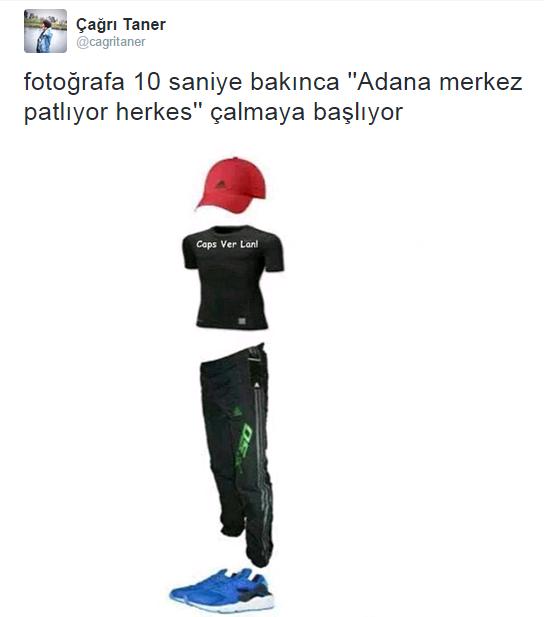 Çağrı Taner
@cagritaner
fotoğrafa 10 saniye bakınca "Adana merkez
patlıyor herkes" çalmaya başlıyor
Caps Ver Lan!